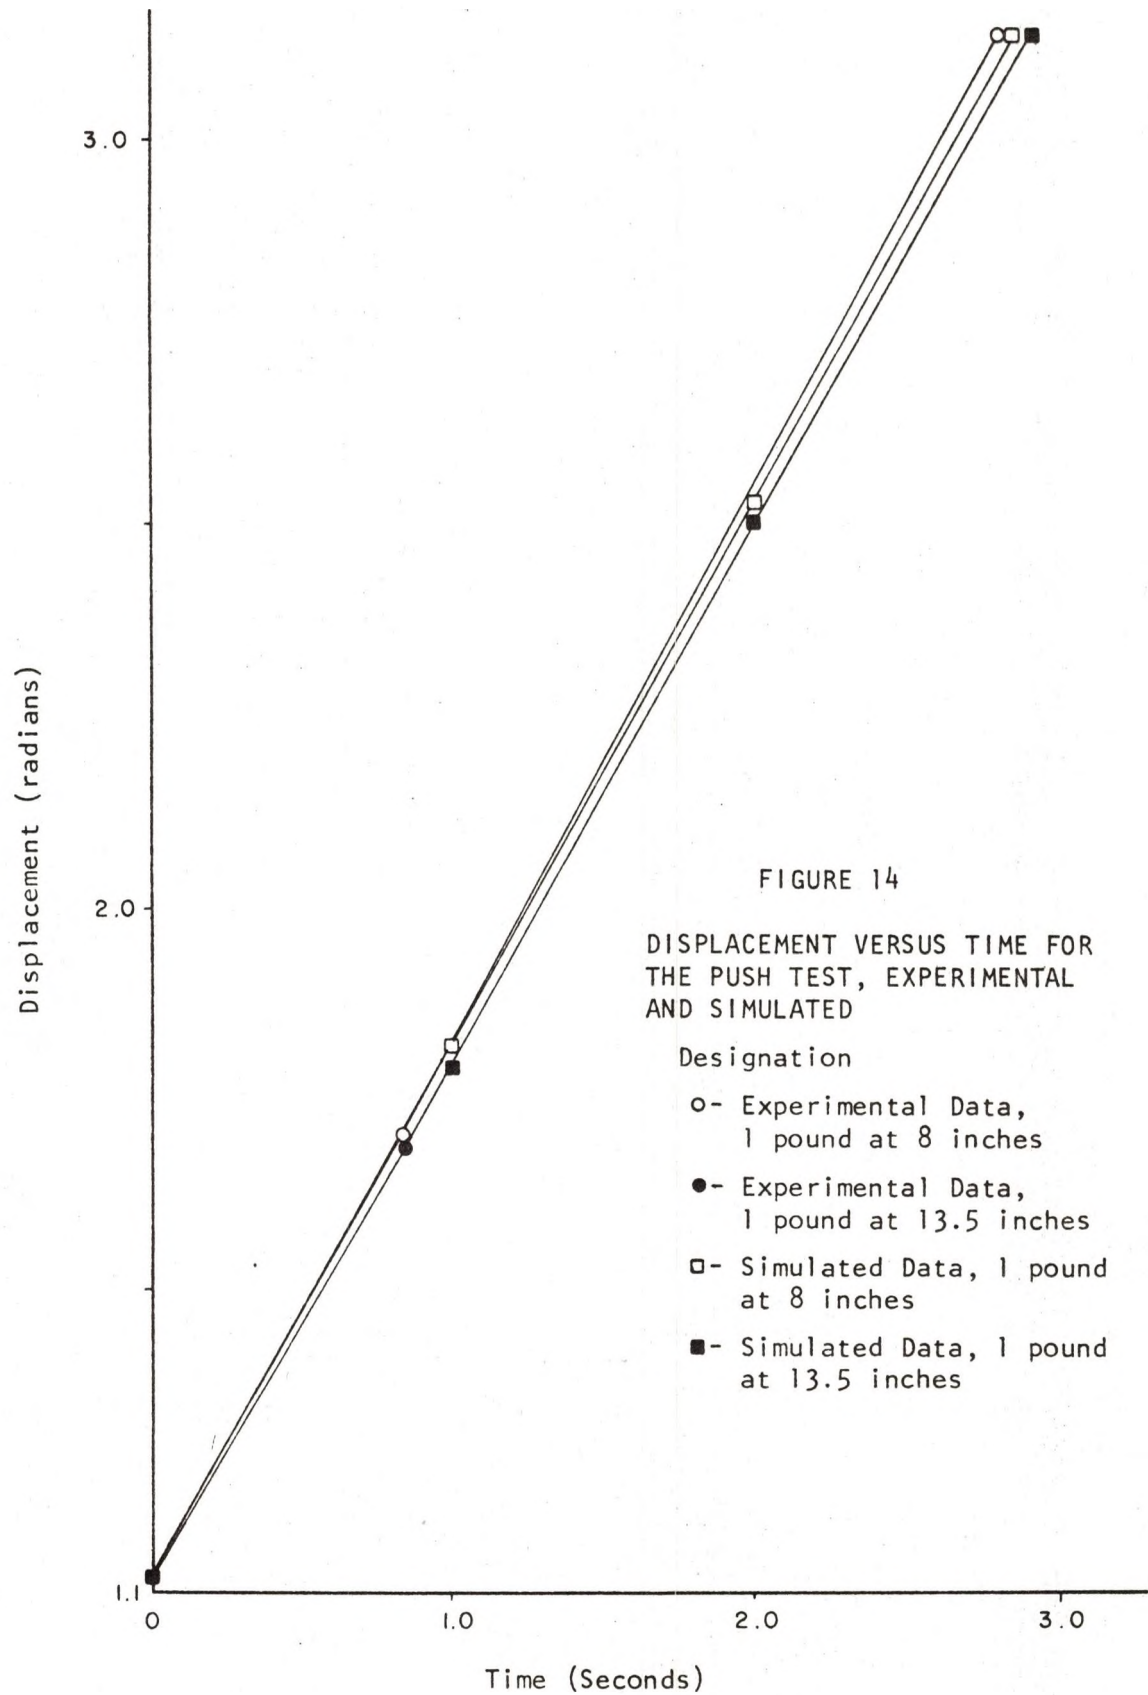 3.0
2.0
1.1
0
1.0
2.0
3.0
Displacement (radians)
Time (Seconds)
FIGURE 14
DISPLACEMENT VERSUS TIME FOR
THE PUSH TEST, EXPERIMENTAL
AND SIMULATED
Designation
○- Experimental Data,
1 pound at 8 inches
●- Experimental Data,
1 pound at 13.5 inches
□- Simulated Data, 1 pound
at 8 inches
■- Simulated Data, 1 pound
at 13.5 inches